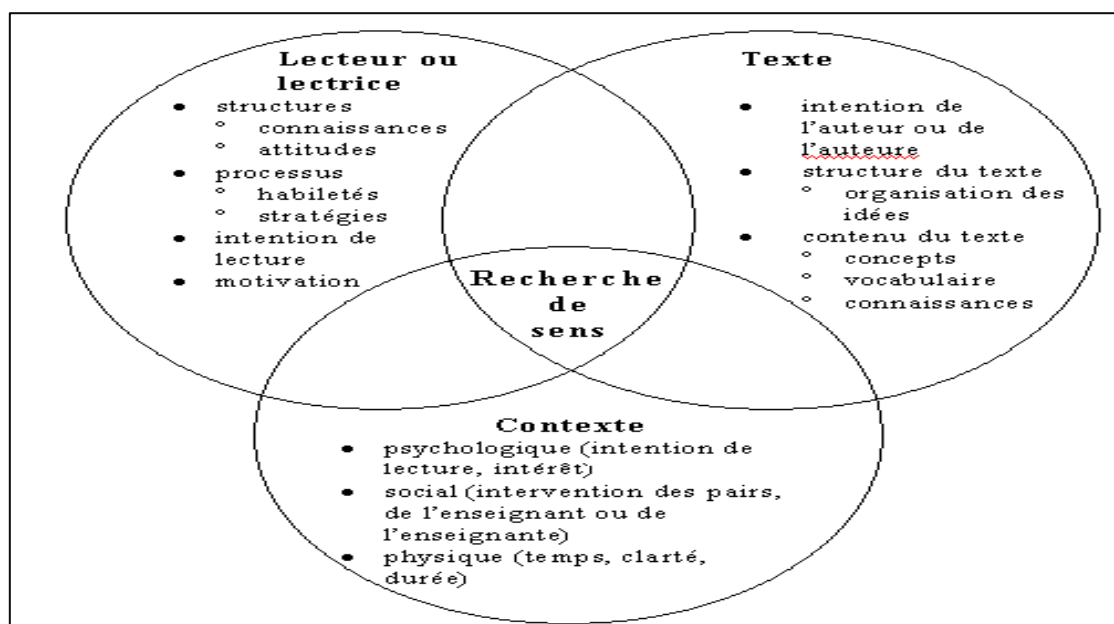 Lecteur ou
lectrice
• structures
° connaissances
° attitudes
• processus
° habiletés
° stratégies
• intention de
lecture
• motivation
Texte
• intention de
l'auteur ou de
l'auteure
• structure du texte
° organisation des
idées
• contenu du texte
° concepts
° vocabulaire
° connaissances
Recherche
de
sens
Contexte
• psychologique (intention de
lecture, intérêt)
• social (intervention des pairs,
de l'enseignant ou de
l'enseignante)
• physique (temps, clarté,
durée)